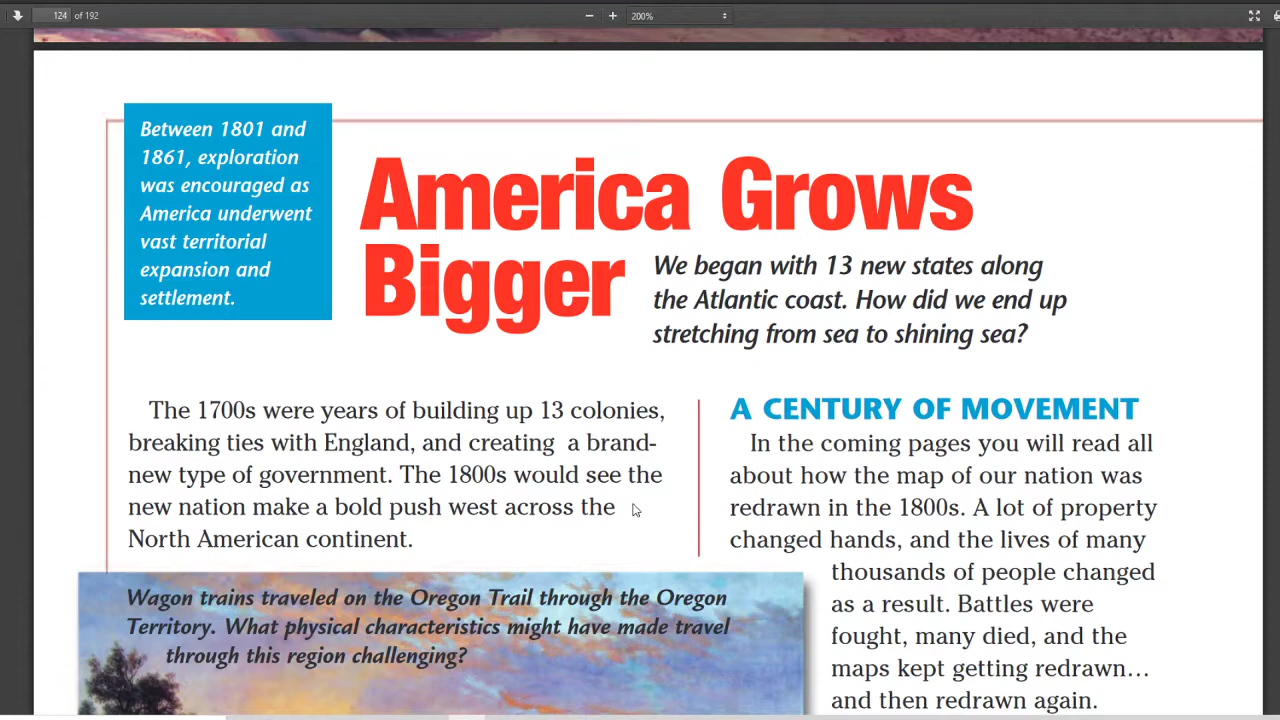 124 of 192
200%
Between 1801 and
1861, exploration
was encouraged as
America underwent
vast territorial
expansion and
settlement.
America Grows
Bigger
We began with 13 new states along
the Atlantic coast. How did we end up
stretching from sea to shining sea?
The 1700s were years of building up 13 colonies,
breaking ties with England, and creating a brand-
new type of government. The 1800s would see the
new nation make a bold push west across the
North American continent.
Wagon trains traveled on the Oregon Trail through the Oregon
Territory. What physical characteristics might have made travel
through this region challenging?
A CENTURY OF MOVEMENT
In the coming pages you will read all
about how the map of our nation was
redrawn in the 1800s. A lot of property
changed hands, and the lives of many
thousands of people changed
as a result. Battles were
fought, many died, and the
maps kept getting redrawn…
and then redrawn again.